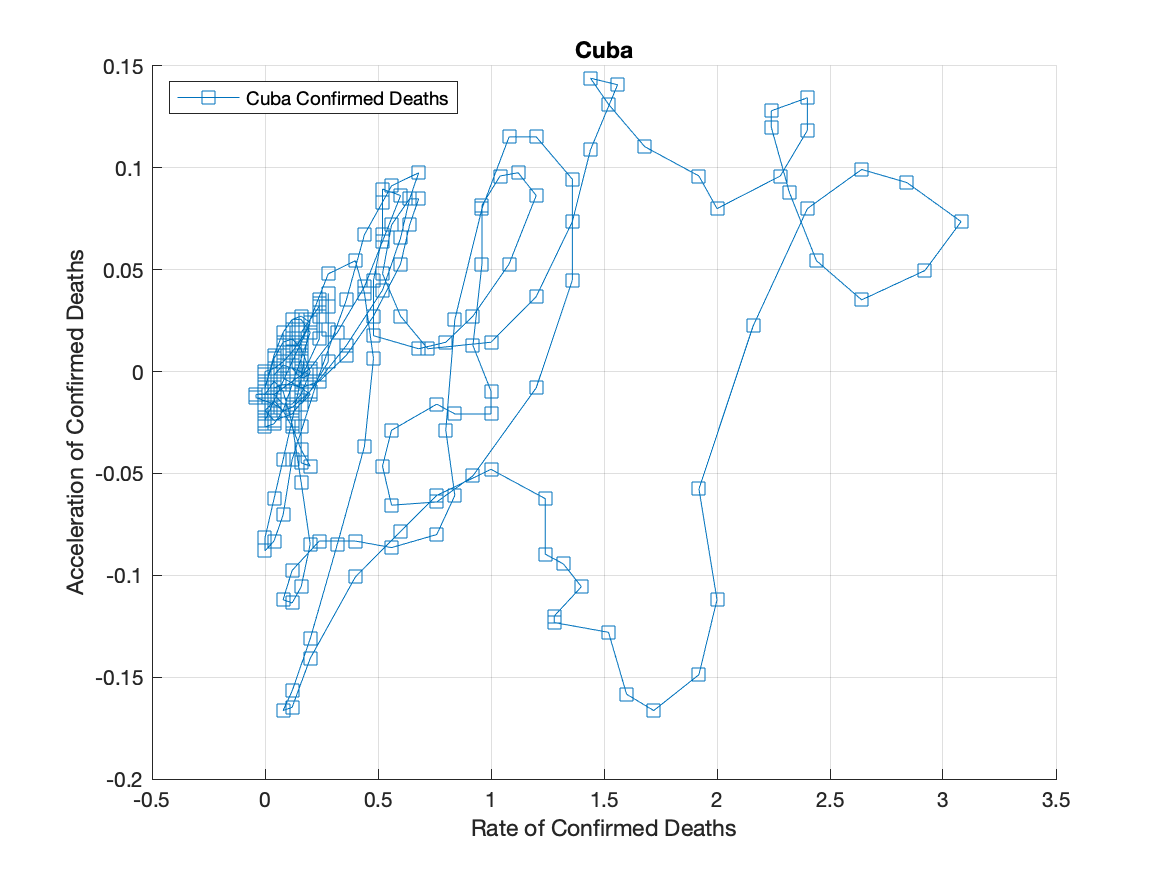 Cuba
0.15
Cuba Confirmed Deaths
0.1
0.05
0
-0.05
-0.1
-0.15
-0.2
Acceleration of Confirmed Deaths
-0.5 0 0.5 1 1.5 2 2.5 3 3.5
Rate of Confirmed Deaths